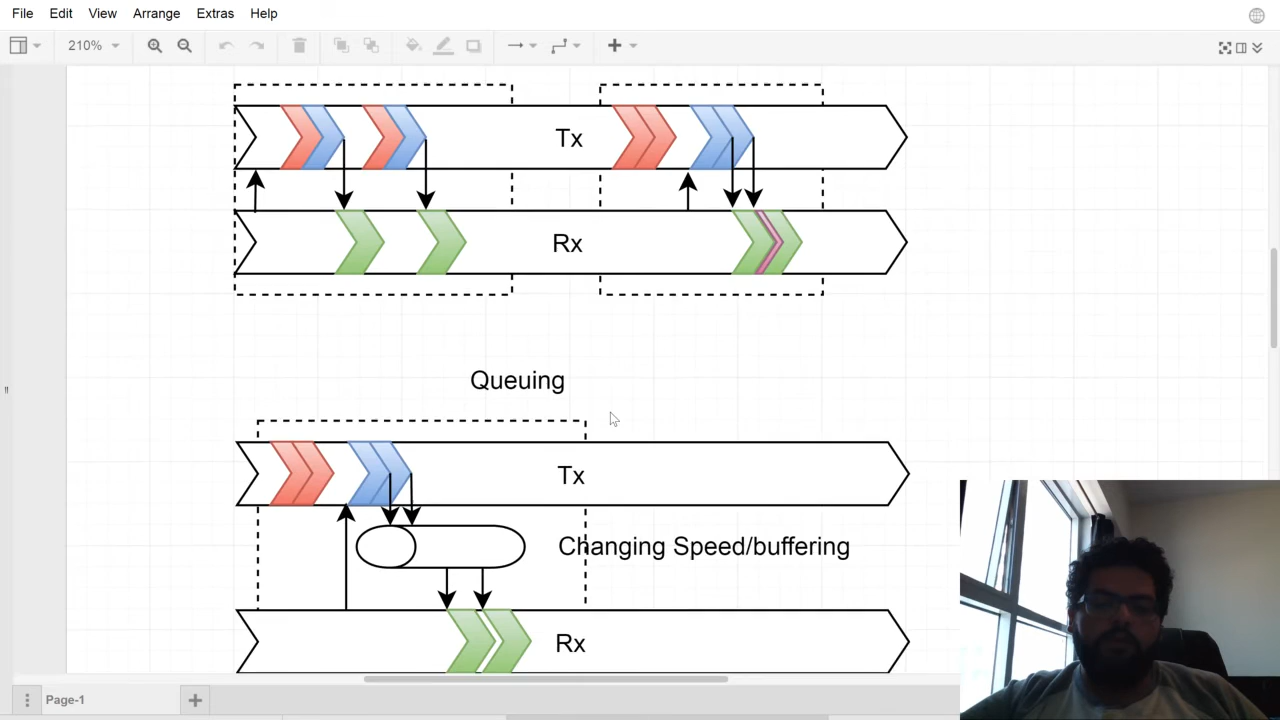 File Edit View Arrange Extras Help
210%
Tx
Rx
Queuing
Tx
Changing Speed/buffering
Rx
Page-1